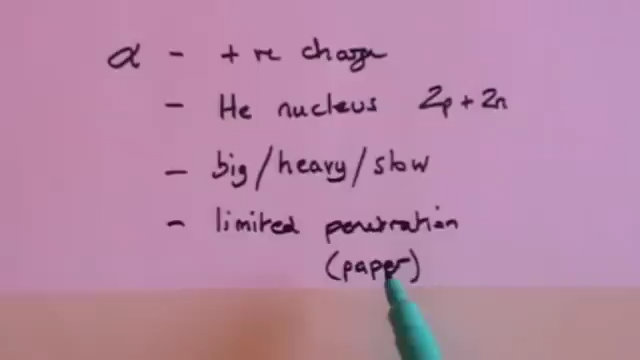 α - +ve charge
- He nucleus 2p + 2n
- big/heavy/slow
- limited penetration
(paper)